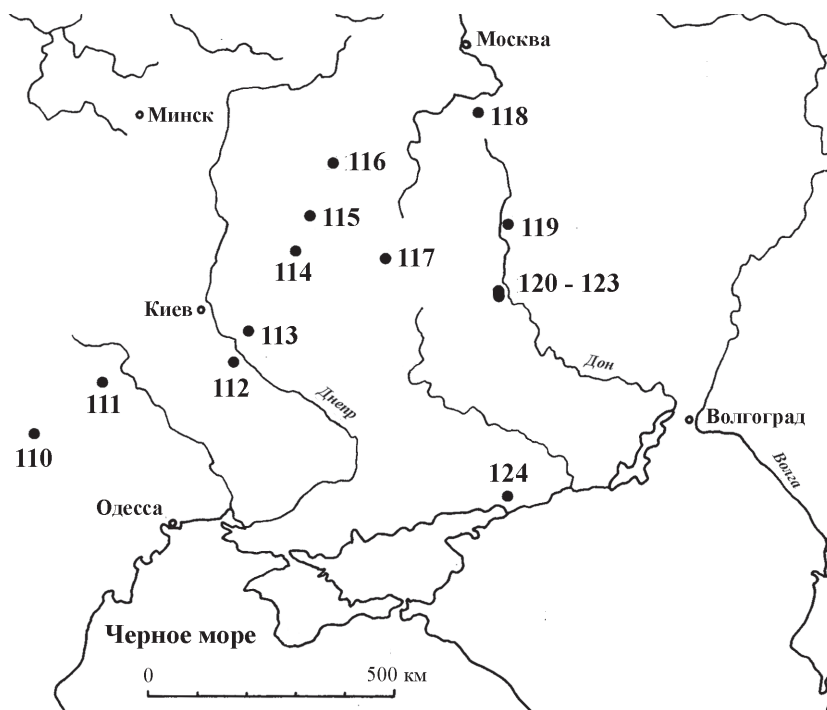 Москва
Минск
118
116
115
119
114
117
120 - 123
Киев
113
112
Дон
111
Днепр
Волгоград
110
Волга
124
Одесса
Черное море
0
500 км